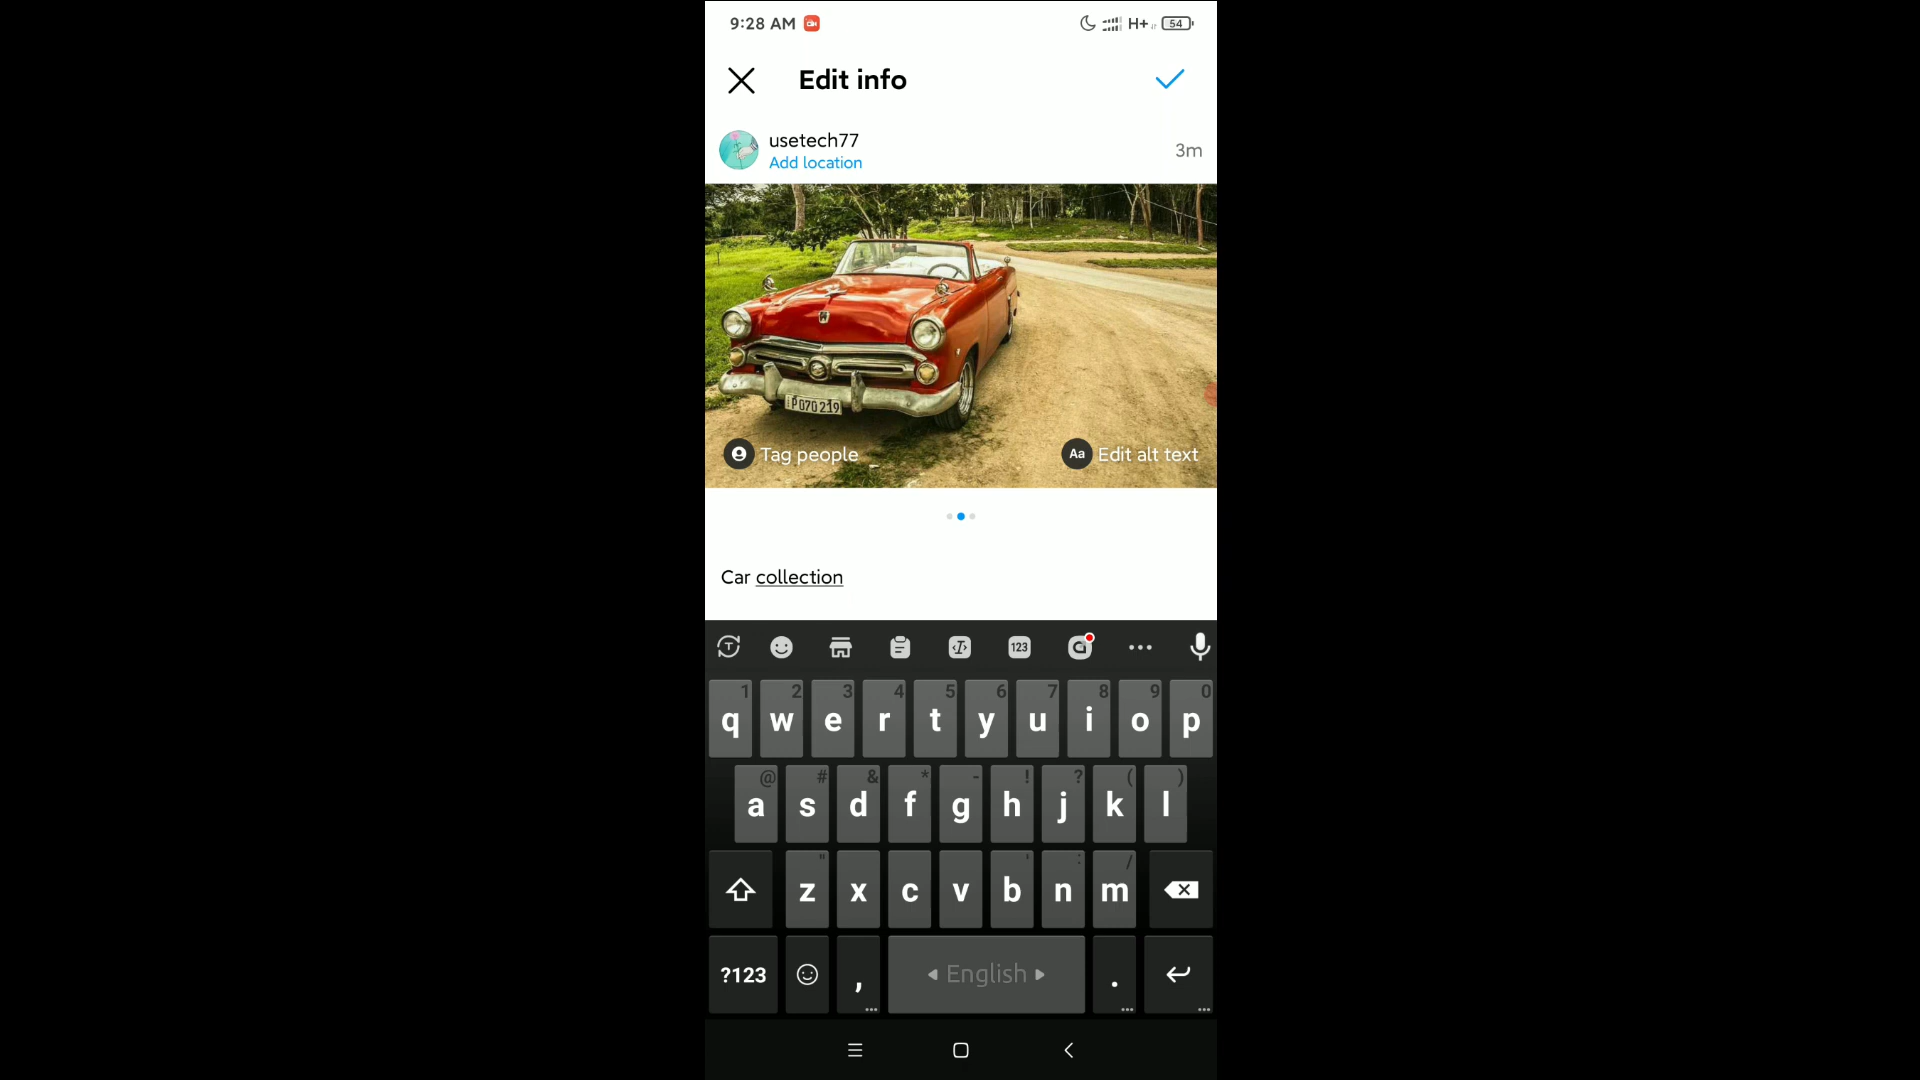 9:28 AM H+ 54
Edit info
usetech77
Add location
3m
P070219
Tag people
Aa Edit alt text
Car collection
T 123
1 2 3 4 5 6 7 8 9 0
q w e r t y u i o p
@ # & * - ! ? ( )
a s d f g h j k l
" ' : /
z x c v b n m
?123 , English .